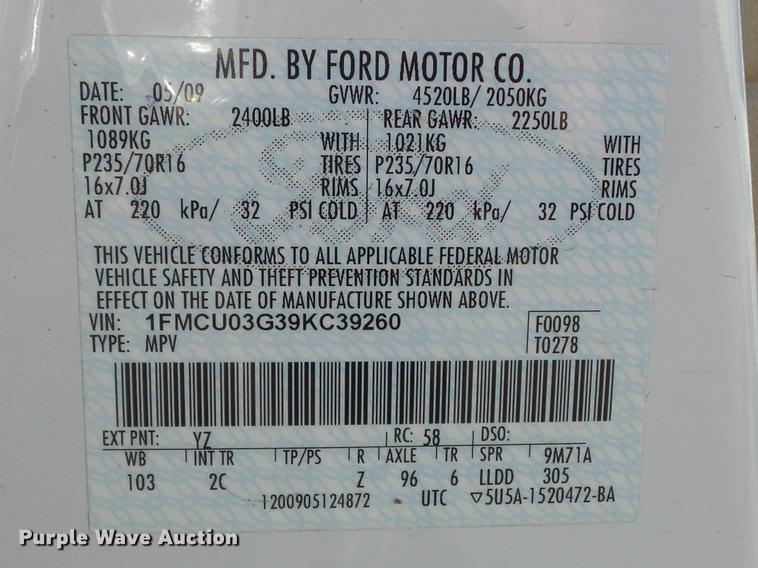 MFD. BY FORD MOTOR CO.
DATE: 05/09 GVWR: 4520LB/ 2050KG
FRONT GAWR: 2400LB REAR GAWR: 2250LB
1089KG WITH 1021KG WITH
P235/70R16 TIRES P235/70R16 TIRES
16x7.0J RIMS 16x7.0J RIMS
AT 220 kPa/ 32 PSI COLD AT 220 kPa/ 32 PSI COLD
THIS VEHICLE CONFORMS TO ALL APPLICABLE FEDERAL MOTOR
VEHICLE SAFETY AND THEFT PREVENTION STANDARDS IN
EFFECT ON THE DATE OF MANUFACTURE SHOWN ABOVE.
VIN: 1FMCU03G39KC39260 F0098
TYPE: MPV T0278
EXT PNT: YZ RC: 58 DSO:
WB INT TR TP/PS R AXLE TR SPR 9M71A
103 2C Z 96 6 LLDD 305
1200905124872 UTC ▽5U5A-1520472-BA
Ford
Purple Wave Auction